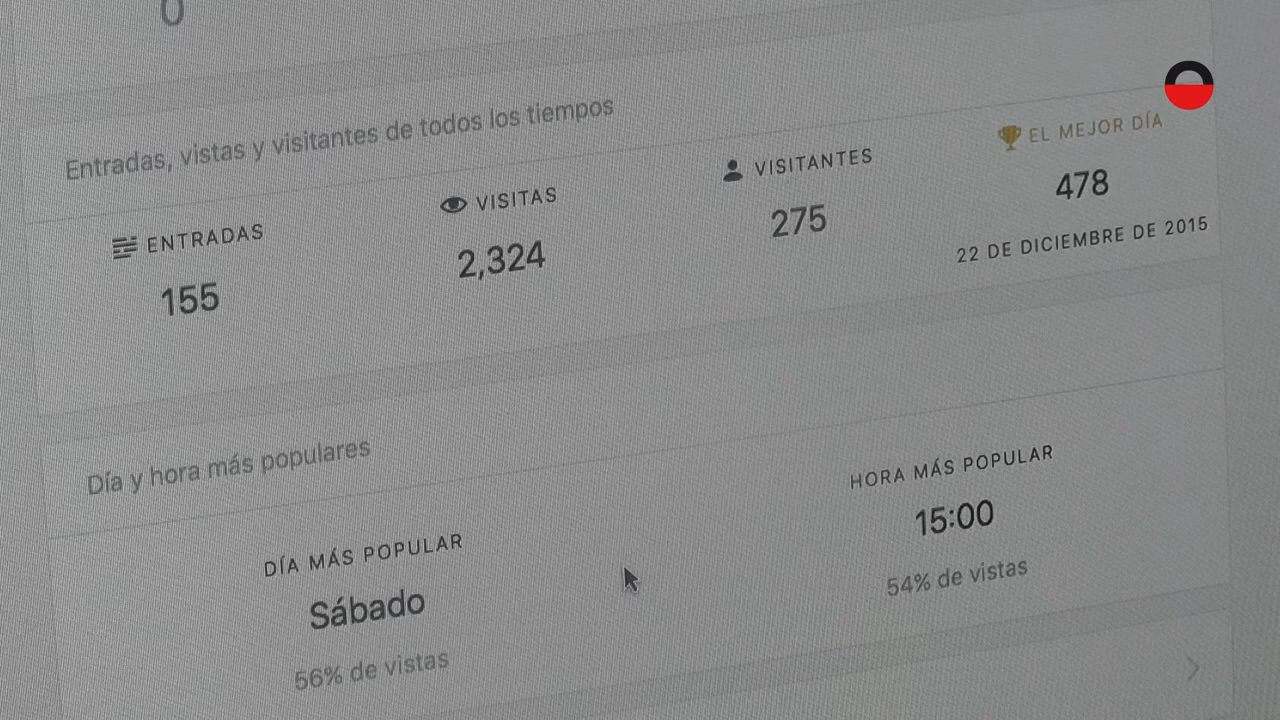 0
Entradas, vistas y visitantes de todos los tiempos
ENTRADAS
155
VISITAS
2,324
VISITANTES
275
EL MEJOR DÍA
478
22 DE DICIEMBRE DE 2015
Día y hora más populares
DÍA MÁS POPULAR
Sábado
56% de vistas
HORA MÁS POPULAR
15:00
54% de vistas